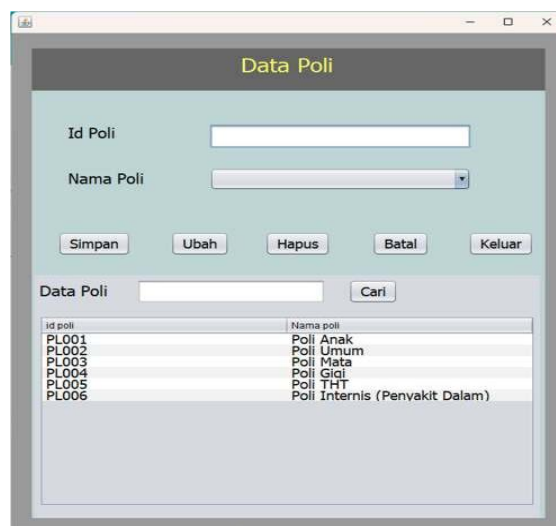 Data Poli
Id Poli
Nama Poli
Simpan Ubah Hapus Batal Keluar
Data Poli Cari
id poli Nama poli
PL001 Poli Anak
PL002 Poli Umum
PL003 Poli Mata
PL004 Poli Gigi
PL005 Poli THT
PL006 Poli Internis (Penyakit Dalam)